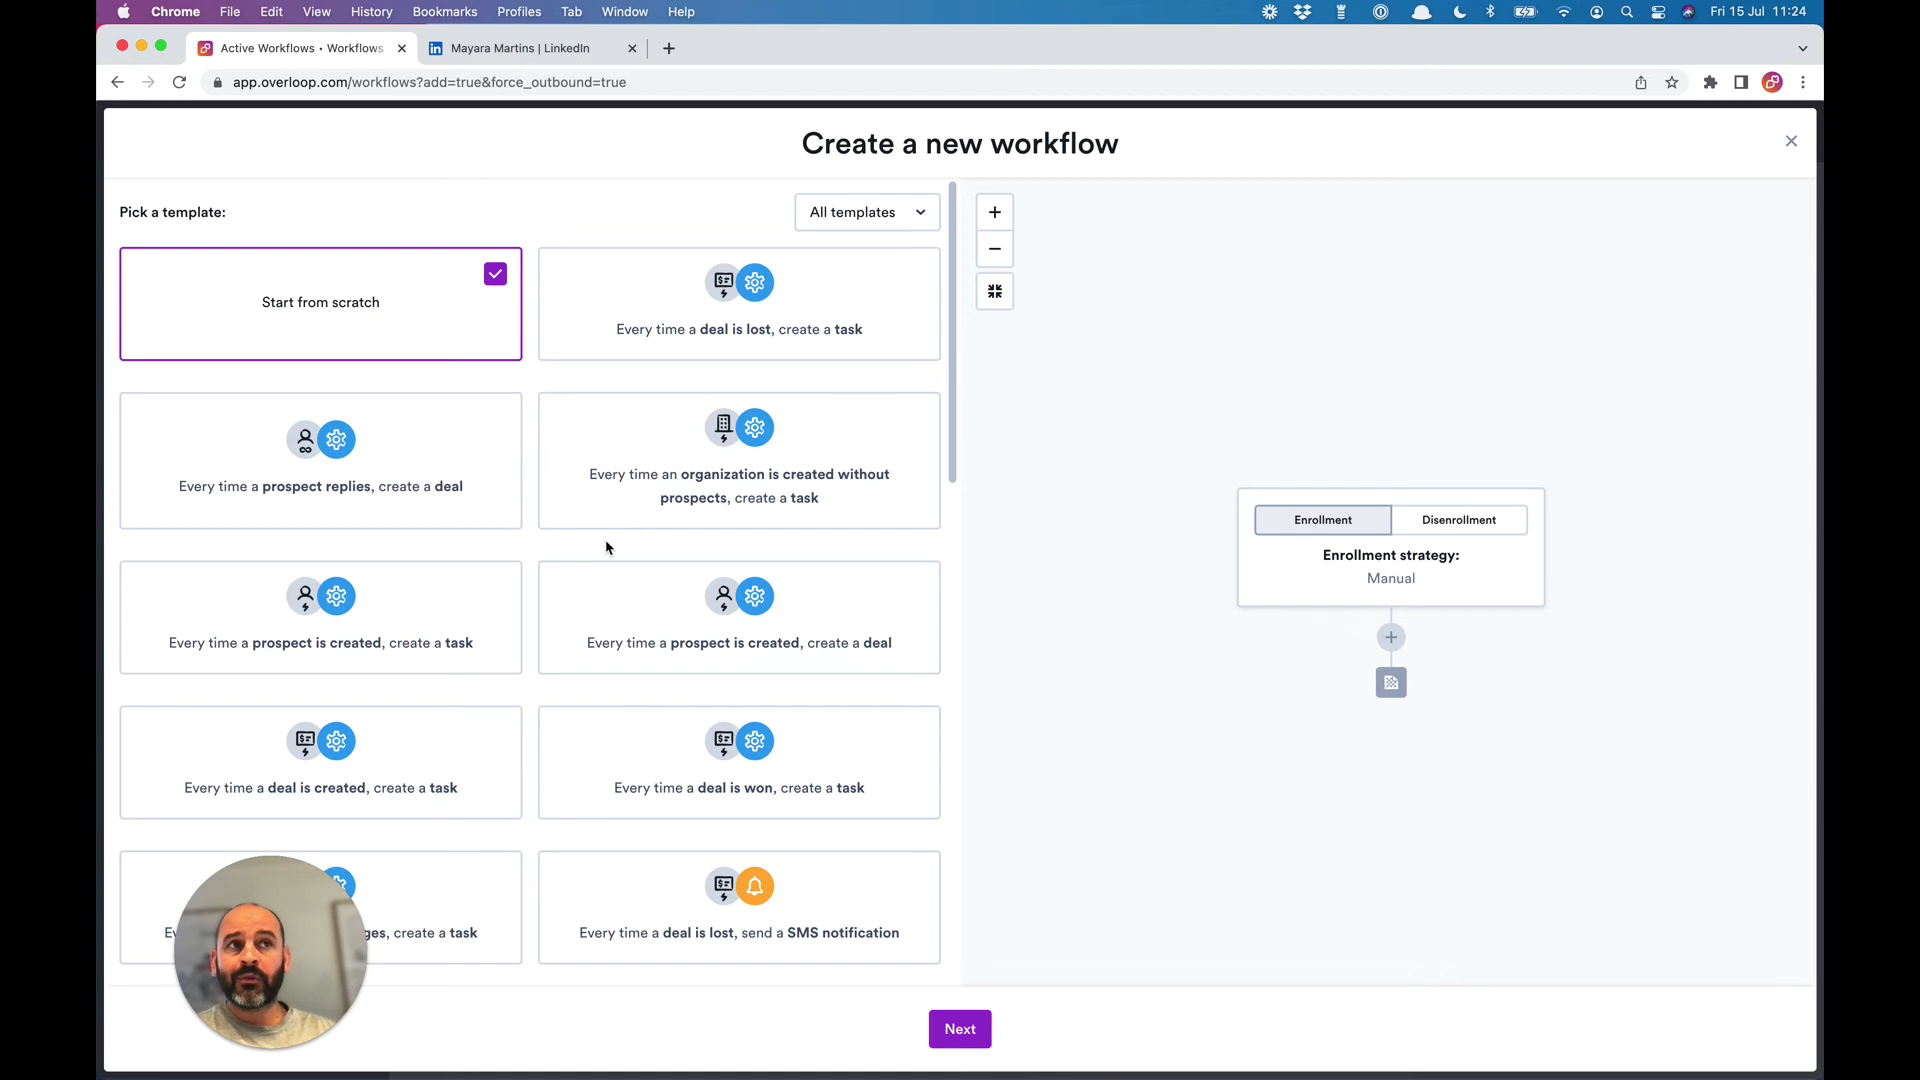 Chrome File Edit View History Bookmarks Profiles Tab Window Help Fri 15 Jul 11:24
Active Workflows • Workflows
Mayara Martins | LinkedIn
app.overloop.com/workflows?add=true&force_outbound=true
Create a new workflow
Pick a template:
All templates
Start from scratch
Every time a deal is lost, create a task
Every time a prospect replies, create a deal
Every time an organization is created without
prospects, create a task
Every time a prospect is created, create a task
Every time a prospect is created, create a deal
Every time a deal is created, create a task
Every time a deal is won, create a task
create a task
Every time a deal is lost, send a SMS notification
Enrollment
Disenrollment
Enrollment strategy:
Manual
Next